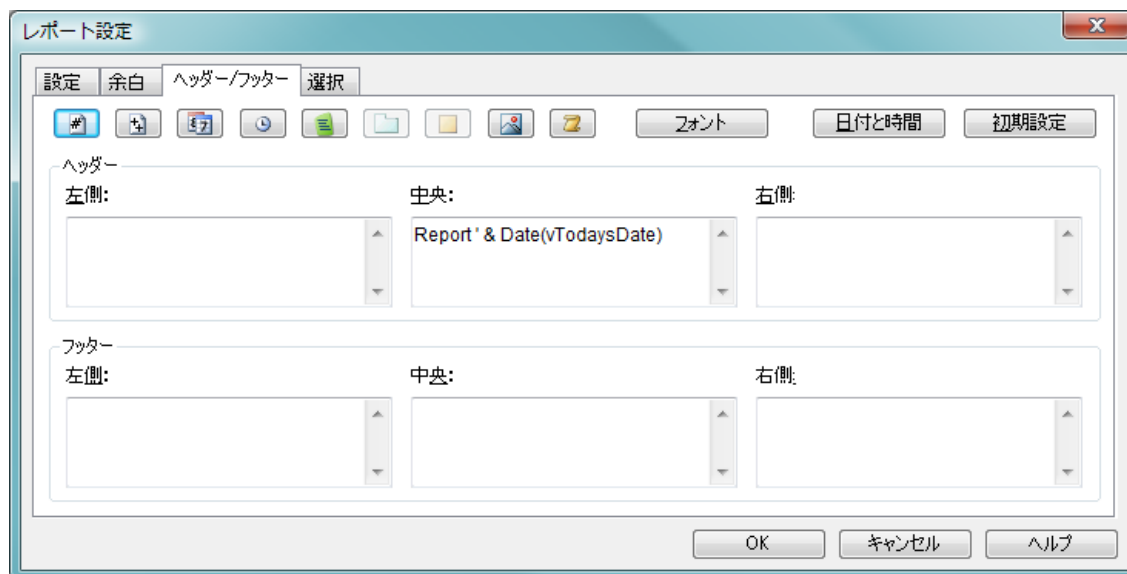 レポート設定
設定 余白 ヘッダー/フッター 選択
フォント 日付と時間 初期設定
ヘッダー
左側: 中央: 右側:
Report ' & Date(vTodaysDate)
フッター
左側: 中央: 右側:
OK キャンセル ヘルプ